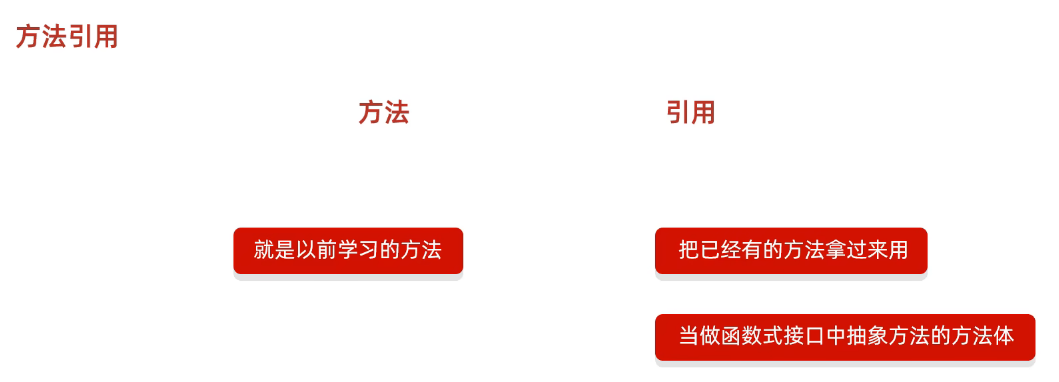 方法引用
方法
引用
就是以前学习的方法
把已经有的方法拿过来用
当做函数式接口中抽象方法的方法体